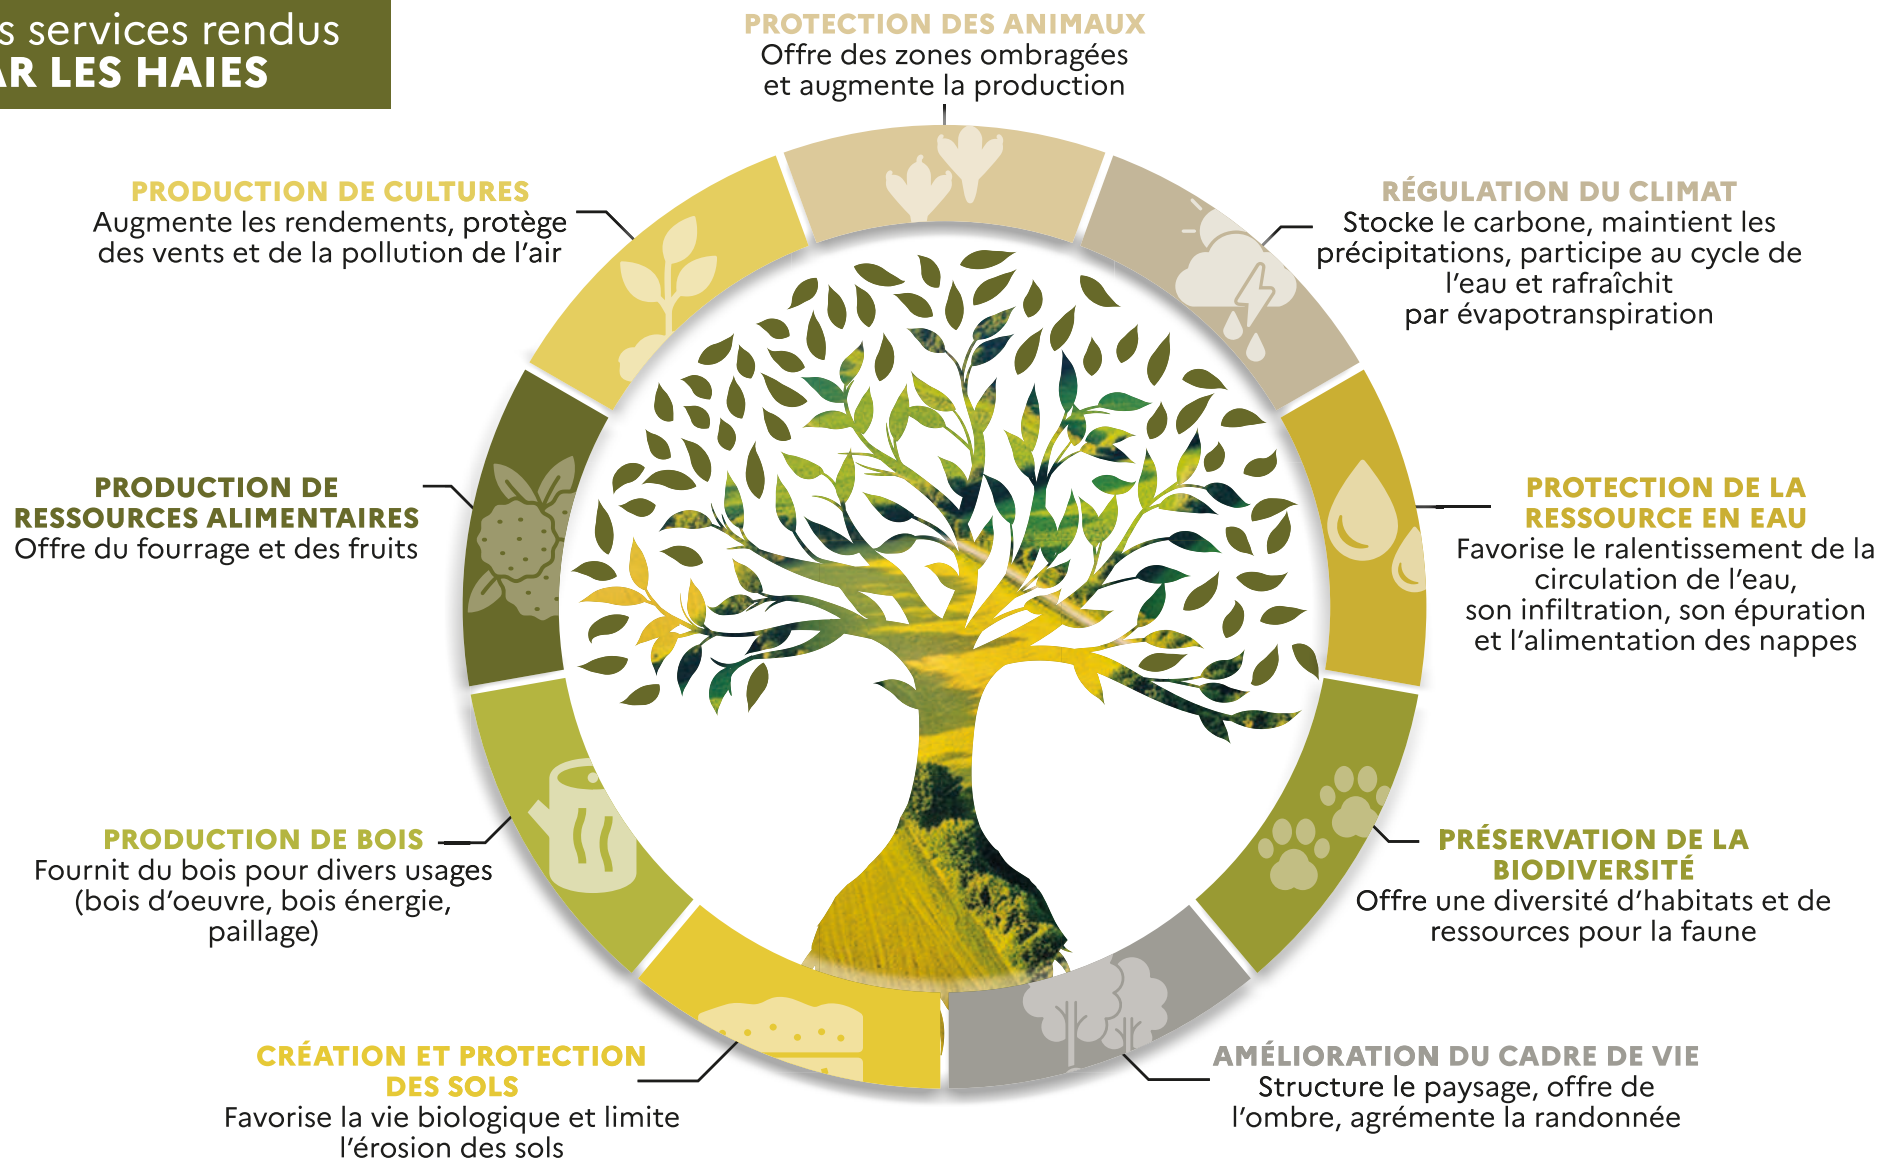 s services rendus
AR LES HAIES
PROTECTION DES ANIMAUX
Offre des zones ombragées
et augmente la production
PRODUCTION DE CULTURES
Augmente les rendements, protège
des vents et de la pollution de l'air
RÉGULATION DU CLIMAT
Stocke le carbone, maintient les
précipitations, participe au cycle de
l'eau et rafraîchit
par évapotranspiration
PRODUCTION DE
RESSOURCES ALIMENTAIRES
Offre du fourrage et des fruits
PROTECTION DE LA
RESSOURCE EN EAU
Favorise le ralentissement de la
circulation de l'eau,
son infiltration, son épuration
et l'alimentation des nappes
PRODUCTION DE BOIS
Fournit du bois pour divers usages
(bois d'oeuvre, bois énergie,
paillage)
PRÉSERVATION DE LA
BIODIVERSITÉ
Offre une diversité d'habitats et de
ressources pour la faune
CRÉATION ET PROTECTION
DES SOLS
Favorise la vie biologique et limite
l'érosion des sols
AMÉLIORATION DU CADRE DE VIE
Structure le paysage, offre de
l'ombre, agrémente la randonnée